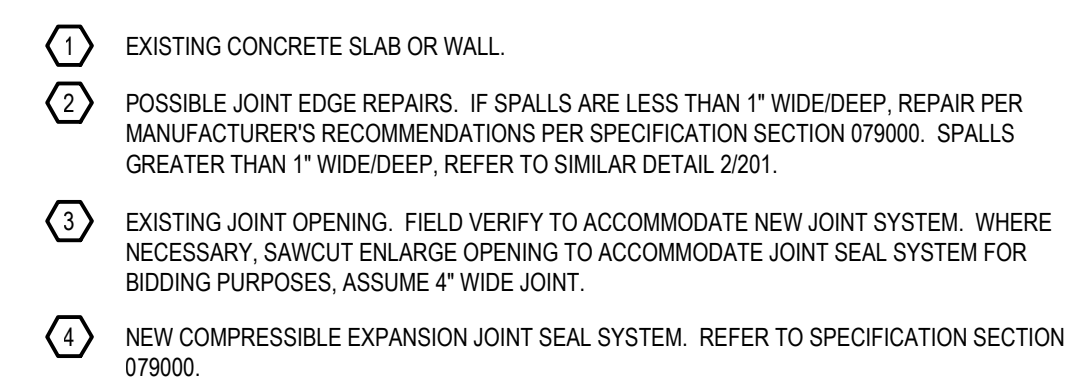 1 EXISTING CONCRETE SLAB OR WALL.
2 POSSIBLE JOINT EDGE REPAIRS. IF SPALLS ARE LESS THAN 1" WIDE/DEEP, REPAIR PER
MANUFACTURER'S RECOMMENDATIONS PER SPECIFICATION SECTION 079000. SPALLS
GREATER THAN 1" WIDE/DEEP, REFER TO SIMILAR DETAIL 2/201.
3 EXISTING JOINT OPENING. FIELD VERIFY TO ACCOMMODATE NEW JOINT SYSTEM. WHERE
NECESSARY, SAWCUT ENLARGE OPENING TO ACCOMMODATE JOINT SEAL SYSTEM FOR
BIDDING PURPOSES, ASSUME 4" WIDE JOINT.
4 NEW COMPRESSIBLE EXPANSION JOINT SEAL SYSTEM. REFER TO SPECIFICATION SECTION
079000.